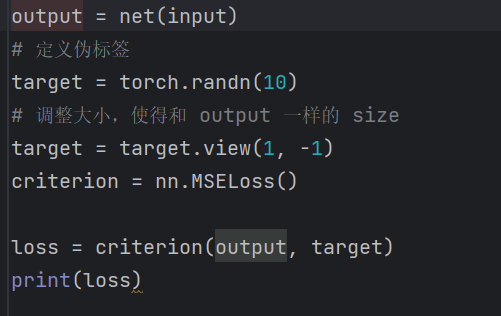 output = net(input)
# 定义伪标签
target = torch.randn(10)
# 调整大小，使得和 output 一样的 size
target = target.view(1, -1)
criterion = nn.MSELoss()
loss = criterion(output, target)
print(loss)